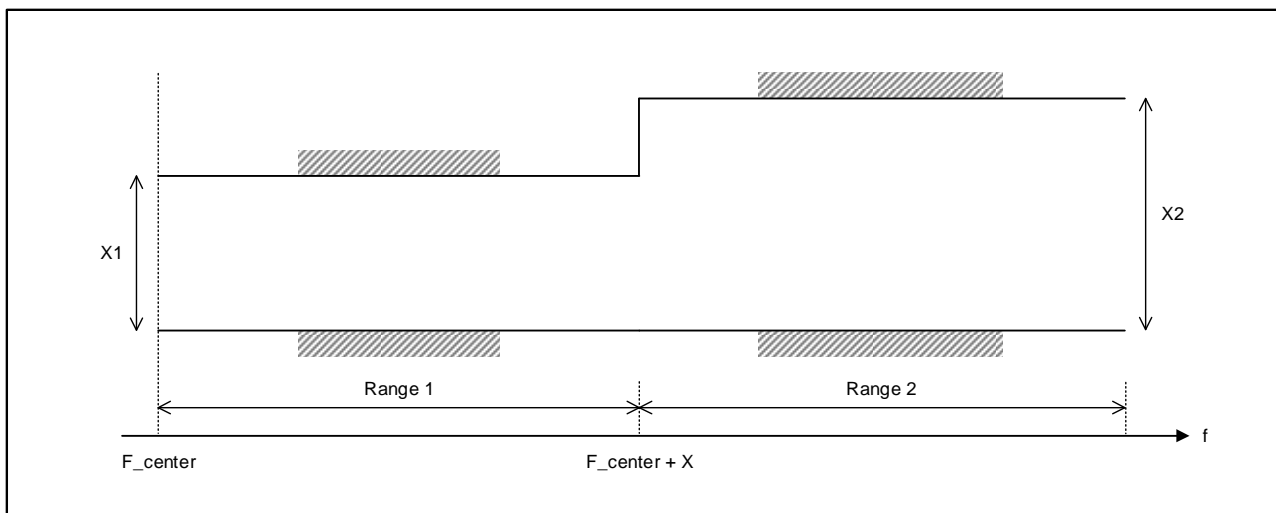 X1
X2
Range 1
Range 2
f
F_center
F_center + X